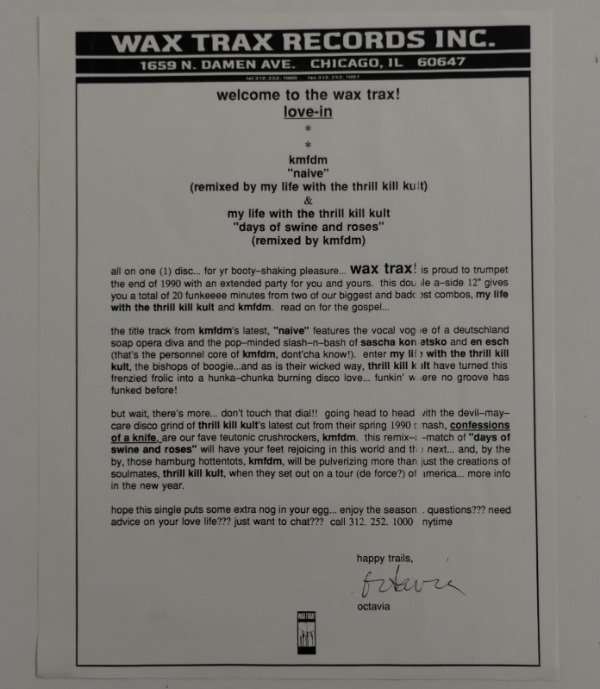 WAX TRAX RECORDS INC.
1659 N. DAMEN AVE. CHICAGO, IL 60647
tel 312. 252. 1000 fax 312. 252. 1007
welcome to the wax trax!
love-in
*
*
kmfdm
"naive"
(remixed by my life with the thrill kill kult)
&
my life with the thrill kill kult
"days of swine and roses"
(remixed by kmfdm)
all on one (1) disc... for yr booty-shaking pleasure... wax trax! is proud to trumpet
the end of 1990 with an extended party for you and yours. this double a-side 12" gives
you a total of 20 funkeeee minutes from two of our biggest and badest combos, my life
with the thrill kill kult and kmfdm. read on for the gospel...
the title track from kmfdm's latest, "naive" features the vocal vogue of a deutschland
soap opera diva and the pop-minded slash-n-bash of sascha konietsko and en esch
(that's the personnel core of kmfdm, dont'cha know!). enter my life with the thrill kill
kult, the bishops of boogie...and as is their wicked way, thrill kill kult have turned this
frenzied frolic into a hunka-chunka burning disco love... funkin' where no groove has
funked before!
but wait, there's more... don't touch that dial!! going head to head with the devil-may-
care disco grind of thrill kill kult's latest cut from their spring 1990 smash, confessions
of a knife, are our fave teutonic crushrockers, kmfdm. this remix-a-match of "days of
swine and roses" will have your feet rejoicing in this world and the next... and, by the
by, those hamburg hottentots, kmfdm, will be pulverizing more than just the creations of
soulmates, thrill kill kult, when they set out on a tour (de force?) of america... more info
in the new year.
hope this single puts some extra nog in your egg... enjoy the season... questions??? need
advice on your love life??? just want to chat??? call 312. 252. 1000 anytime
happy trails,
octavia
octavia
WAX TRAX!